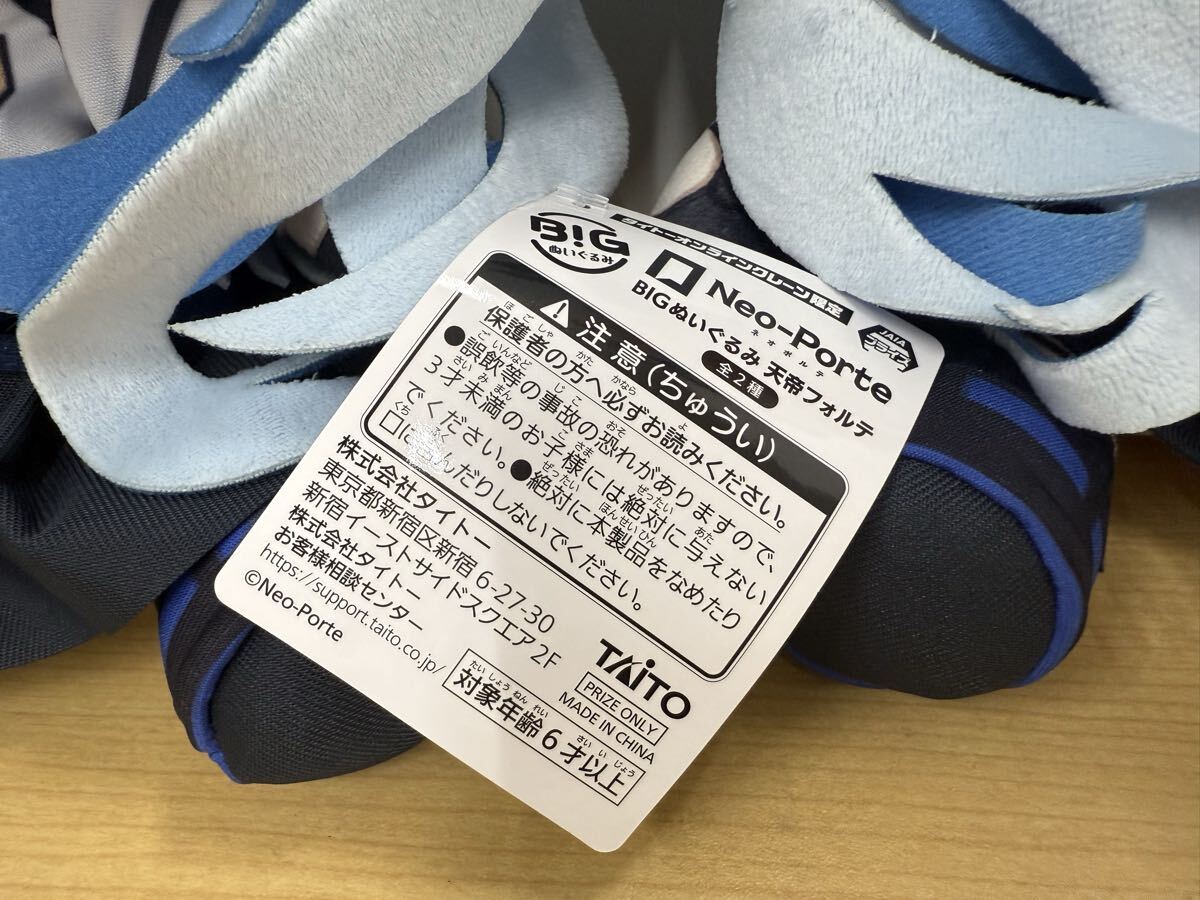 タイトーオンラインクレーン限定
B!G
ぬいぐるみ
Neo-Porte
ネオポルテ
JAIA
プライズ
BIGぬいぐるみ 天帝フォルテ
全2種
注意(ちゅうい)
保護者の方へ必ずお読みください。
●誤飲等の事故の恐れがありますので、
3才未満のお子様には絶対に与えない
でください。●絶対に本製品をなめたり
口に含んだりしないでください。
株式会社タイトー
東京都新宿区新宿6-27-30
新宿イーストサイドスクエア2F
株式会社タイトー
お客様相談センター
https://support.taito.co.jp/
©Neo-Porte
TAITO
PRIZE ONLY
MADE IN CHINA
対象年齢6才以上